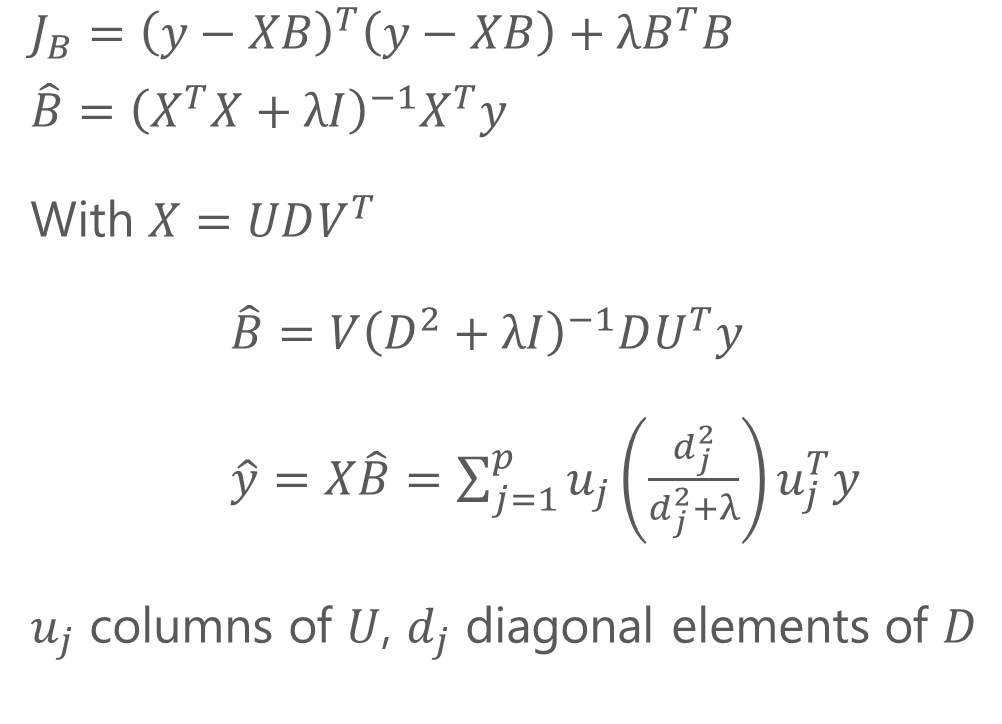 J_B = (y − XB)^T (y − XB) + λB^T B
B̂ = (X^T X + λI)^{−1} X^T y
With X = UDV^T
B̂ = V(D^2 + λI)^{−1} DU^T y
ŷ = XB̂ = ∑_{j=1}^{p} u_j (d_j^2 / (d_j^2+λ)) u_j^T y
u_j columns of U, d_j diagonal elements of D